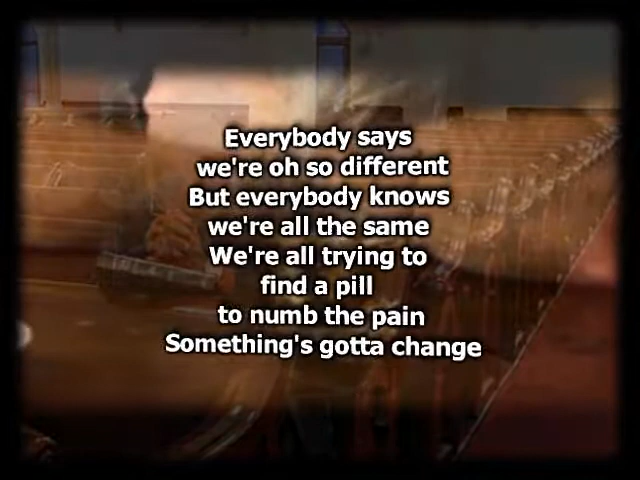 Everybody says
we're oh so different
But everybody knows
we're all the same
We're all trying to
find a pill
to numb the pain
Something's gotta change